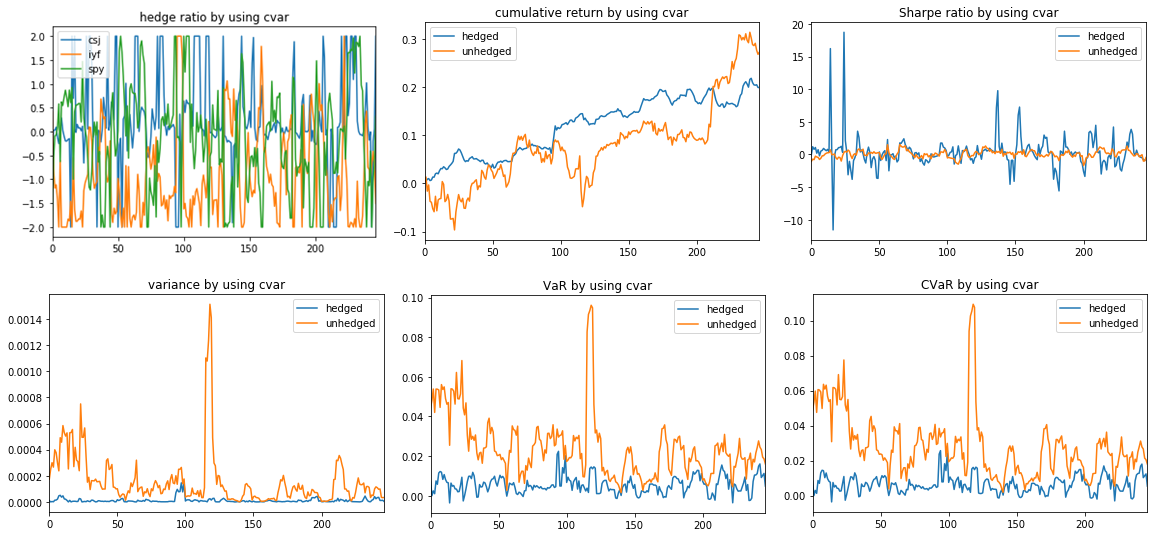 hedge ratio by using cvar
2.0
1.5
1.0
0.5
0.0
−0.5
−1.0
−1.5
−2.0
csj
iyf
spy
0 50 100 150 200
cumulative return by using cvar
0.3
0.2
0.1
0.0
−0.1
hedged
unhedged
0 50 100 150 200
Sharpe ratio by using cvar
20
15
10
5
0
−5
−10
hedged
unhedged
0 50 100 150 200
variance by using cvar
0.0014
0.0012
0.0010
0.0008
0.0006
0.0004
0.0002
0.0000
hedged
unhedged
0 50 100 150 200
VaR by using cvar
0.10
0.08
0.06
0.04
0.02
0.00
hedged
unhedged
0 50 100 150 200
CVaR by using cvar
0.10
0.08
0.06
0.04
0.02
0.00
hedged
unhedged
0 50 100 150 200